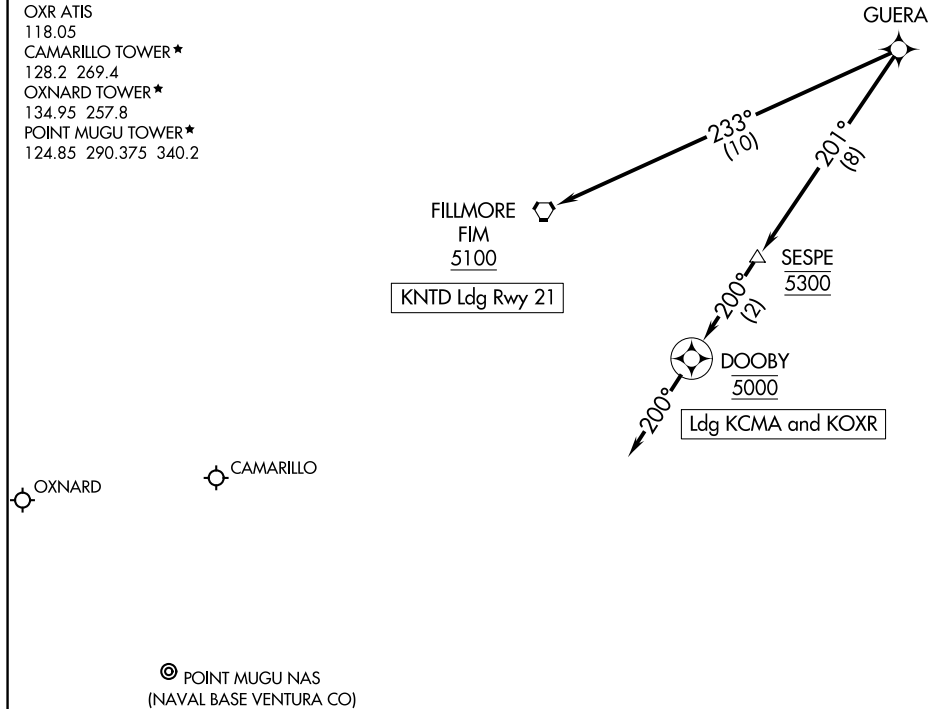 OXR ATIS
118.05
CAMARILLO TOWER★
128.2 269.4
OXNARD TOWER★
134.95 257.8
POINT MUGU TOWER★
124.85 290.375 340.2
GUERA
233°
(10)
201°
(8)
FILLMORE
FIM
5100
KNTD Ldg Rwy 21
SESPE
5300
200°
(2)
DOOBY
5000
200°
Ldg KCMA and KOXR
CAMARILLO
OXNARD
POINT MUGU NAS
(NAVAL BASE VENTURA CO)